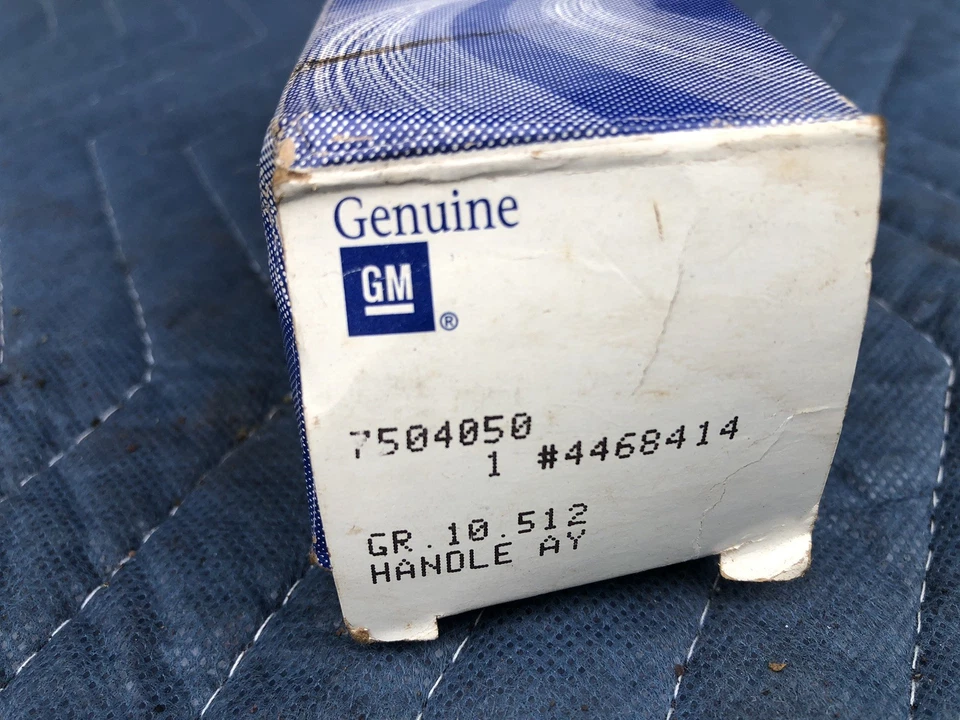 Genuine
GM ®
7504050
1 #4468414
GR.10.512
HANDLE AY